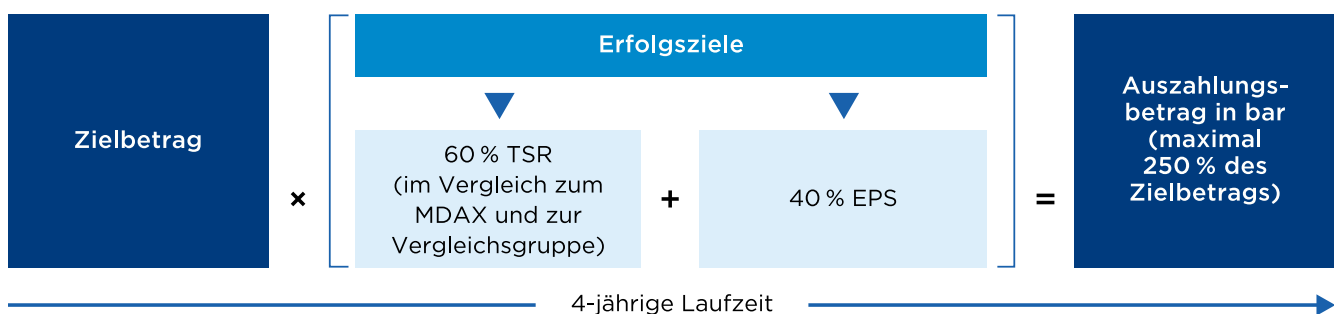 Erfolgsziele
Zielbetrag
×
60 % TSR
(im Vergleich zum
MDAX und zur
Vergleichsgruppe)
+
40 % EPS
=
Auszahlungs-
betrag in bar
(maximal
250 % des
Zielbetrags)
4-jährige Laufzeit